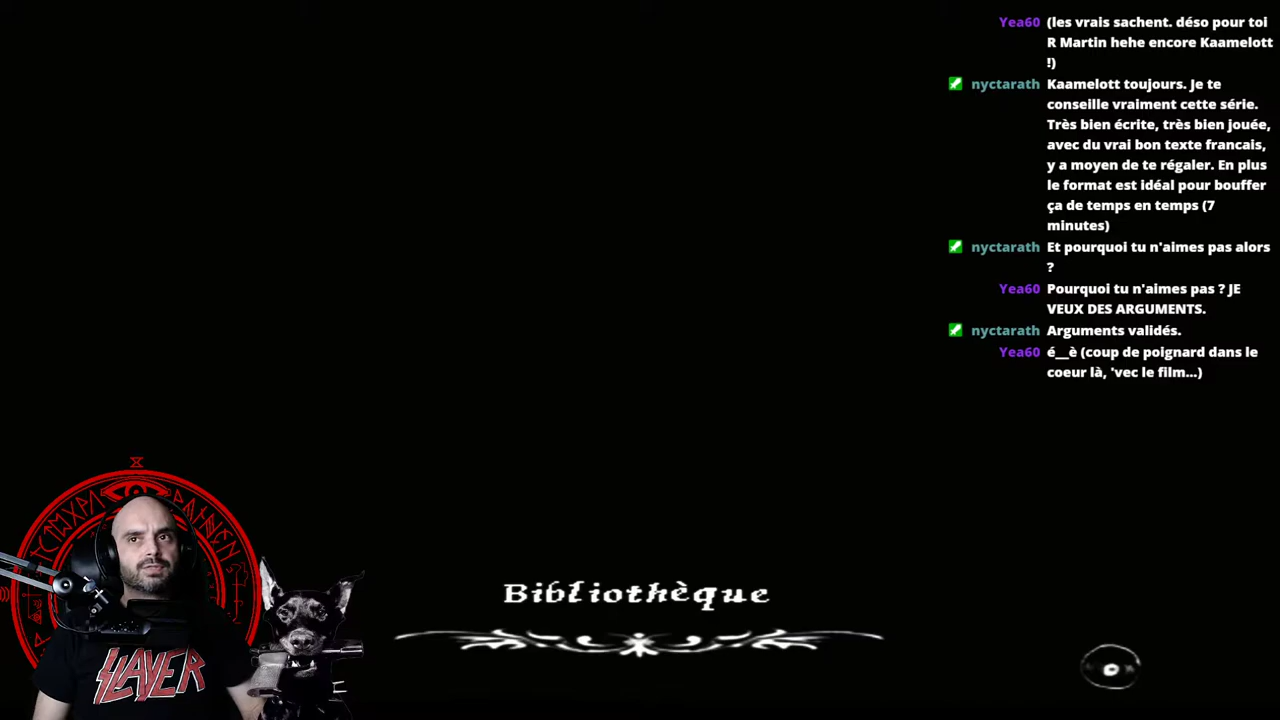 Yea60 (les vrais sachent. déso pour toi
R Martin hehe encore Kaamelott
!)
nyctarath Kaamelott toujours. Je te
conseille vraiment cette série.
Très bien écrite, très bien jouée,
avec du vrai bon texte francais,
y a moyen de te régaler. En plus
le format est idéal pour bouffer
ça de temps en temps (7
minutes)
nyctarath Et pourquoi tu n'aimes pas alors
?
Yea60 Pourquoi tu n'aimes pas ? JE
VEUX DES ARGUMENTS.
nyctarath Arguments validés.
Yea60 é__è (coup de poignard dans le
coeur là, 'vec le film...)
SLAYER
Bibliothèque